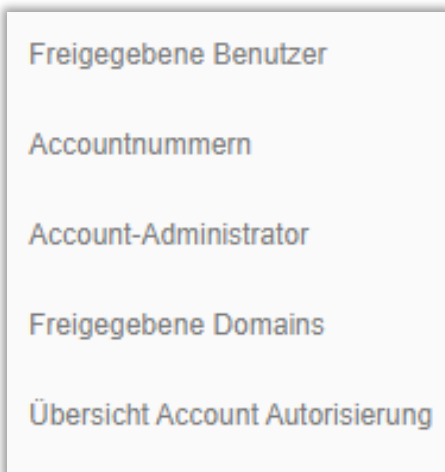 Freigegebene Benutzer
Accountnummern
Account-Administrator
Freigegebene Domains
Übersicht Account Autorisierung